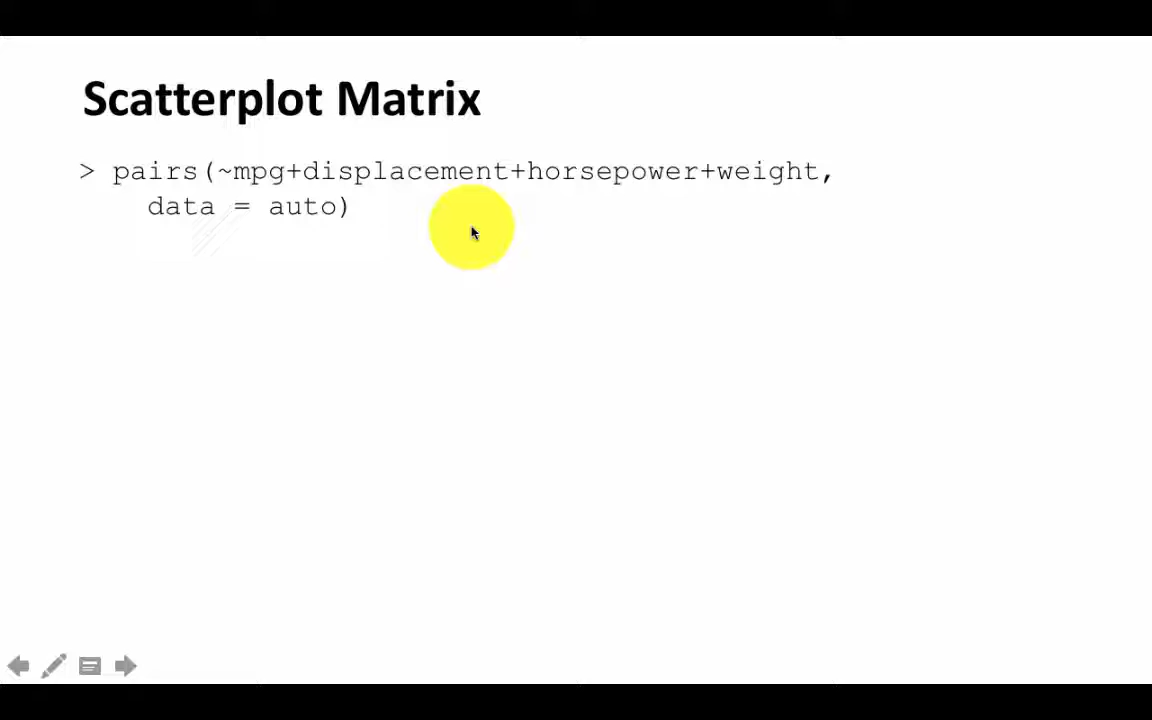 Scatterplot Matrix
> pairs(~mpg+displacement+horsepower+weight,
data = auto)